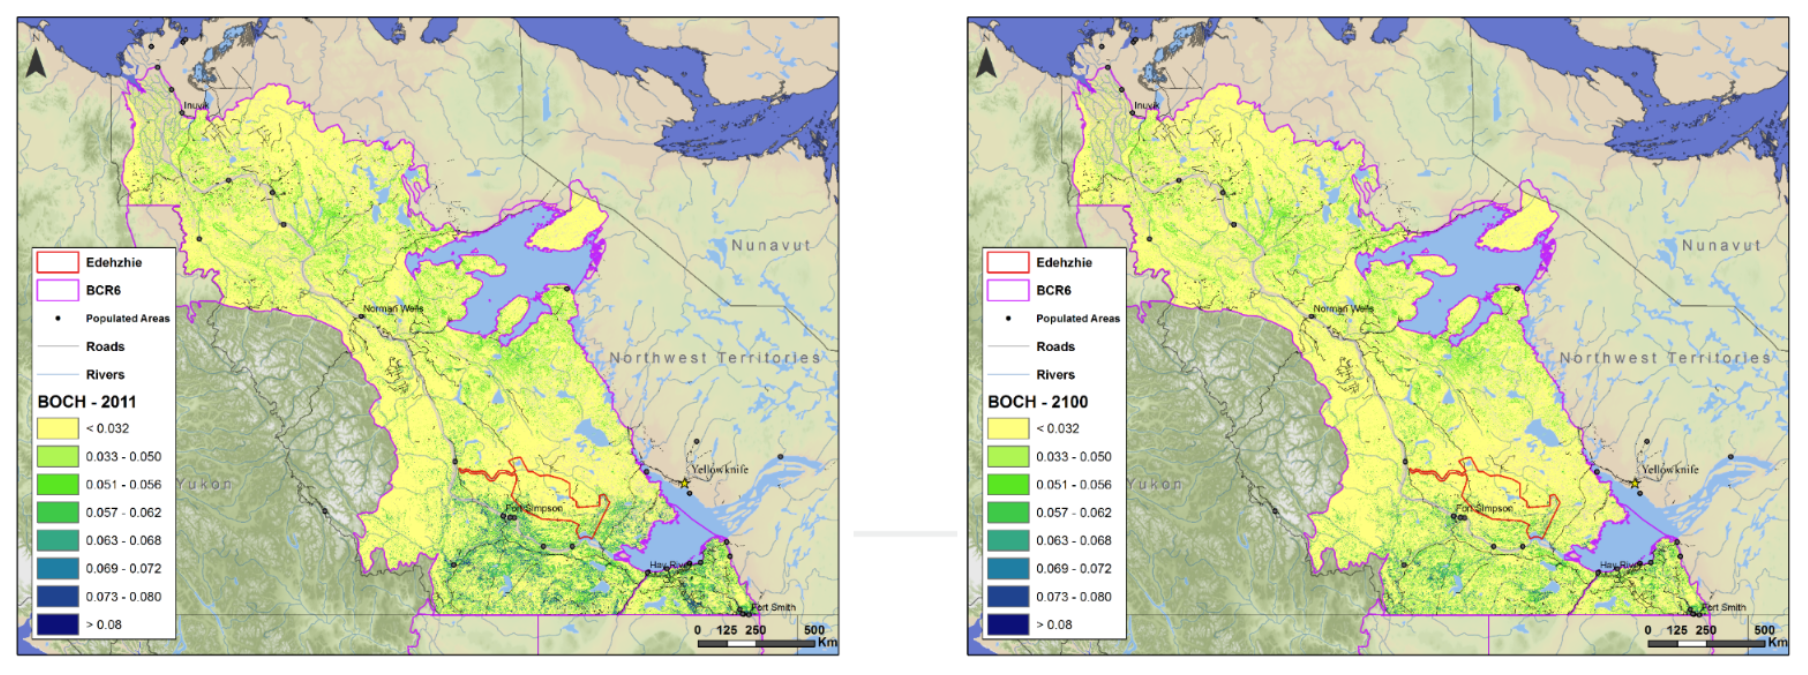 N
Inuvik
Nunavut
Edehzhie
BCR6
Populated Areas
Norman Wells
Roads
Northwest Territories
Rivers
BOCH - 2011
< 0.032
0.033 - 0.050
Yellowknife
0.051 - 0.056
Yukon
0.057 - 0.062
Fort Simpson
0.063 - 0.068
0.069 - 0.072
Hay River
0.073 - 0.080
Fort Smith
> 0.08
0 125 250 500
Km
N
Inuvik
Nunavut
Edehzhie
BCR6
Populated Areas
Norman Wells
Roads
Northwest Territories
Rivers
BOCH - 2100
< 0.032
0.033 - 0.050
Yellowknife
0.051 - 0.056
Yukon
0.057 - 0.062
Fort Simpson
0.063 - 0.068
0.069 - 0.072
Hay River
0.073 - 0.080
Fort Smith
> 0.08
0 125 250 500
Km